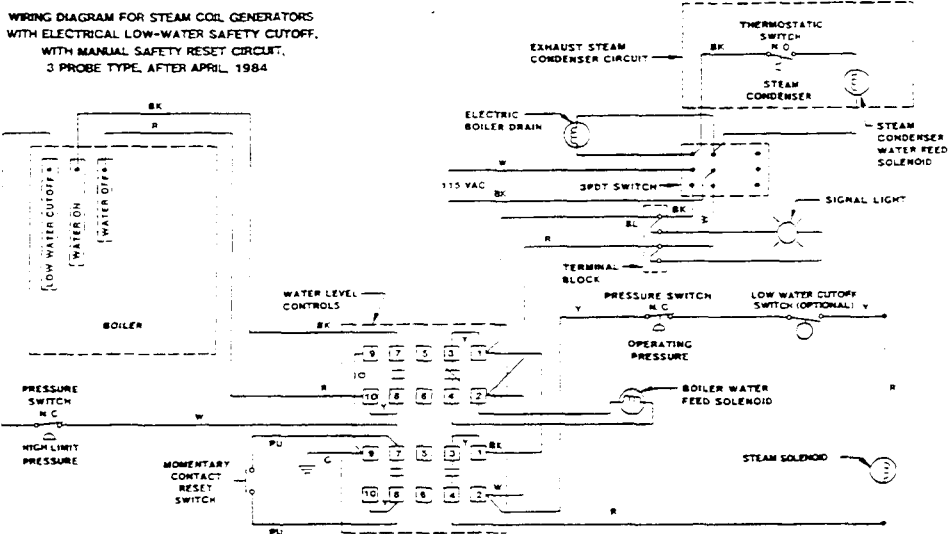 WIRING DIAGRAM FOR STEAM COIL GENERATORS
WITH ELECTRICAL LOW-WATER SAFETY CUTOFF,
WITH MANUAL SAFETY RESET CIRCUIT,
3 PROBE TYPE, AFTER APRIL 1984
THERMOSTATIC
SWITCH
N O
BK
EXHAUST STEAM
CONDENSER CIRCUIT
STEAM
CONDENSER
ELECTRIC
BOILER DRAIN
STEAM
CONDENSER
WATER FEED
SOLENOID
BK
R
W
115 VAC
BK
3PDT SWITCH
SIGNAL LIGHT
BK
W
BL
R
TERMINAL
BLOCK
LOW WATER CUTOFF
WATER ON
WATER OFF
BOILER
WATER LEVEL
CONTROLS
BK
PRESSURE SWITCH
N C
Y
OPERATING
PRESSURE
LOW WATER CUTOFF
SWITCH (OPTIONAL)
Y
Y
9 7 5 3 1
10 8 6 4 2
R
Y
BOILER WATER
FEED SOLENOID
R
PRESSURE
SWITCH
N C
W
HIGH LIMIT
PRESSURE
PU
G
Y
BK
9 7 5 3 1
10 8 6 4 2
Y
W
MOMENTARY
CONTACT
RESET
SWITCH
STEAM SOLENOID
R
PU